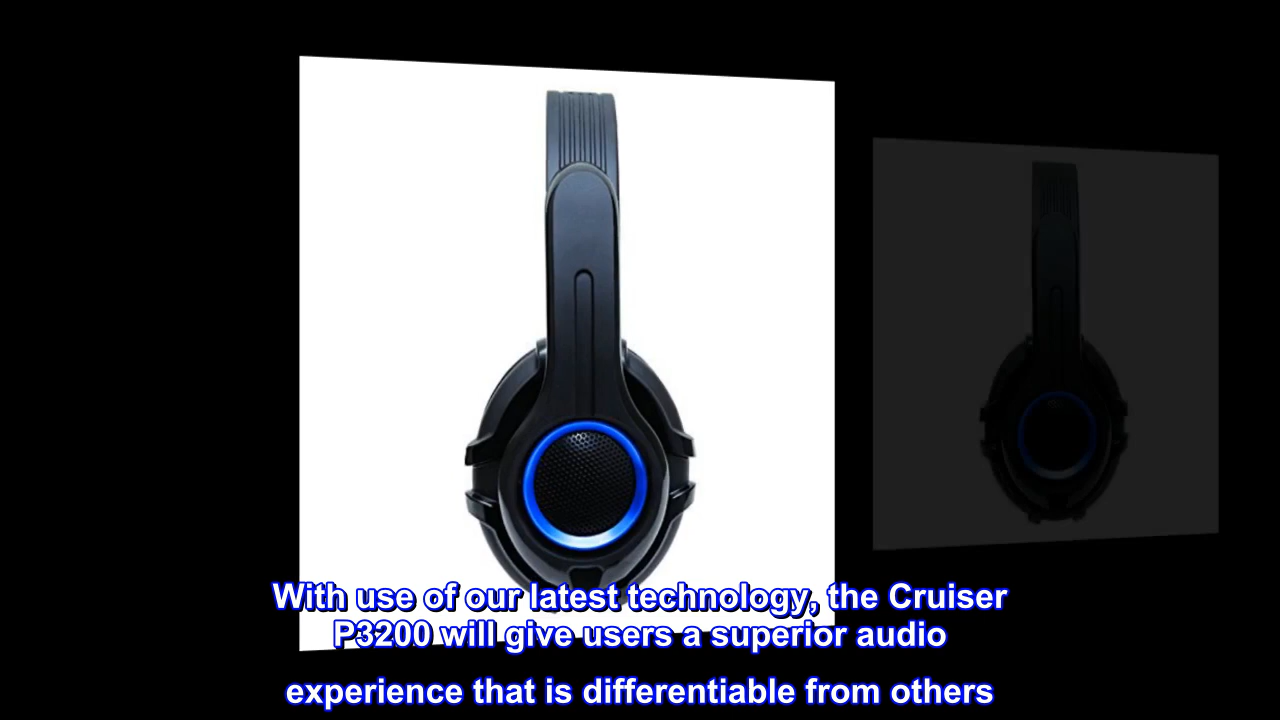 With use of our latest technology, the Cruiser
P3200 will give users a superior audio
experience that is differentiable from others